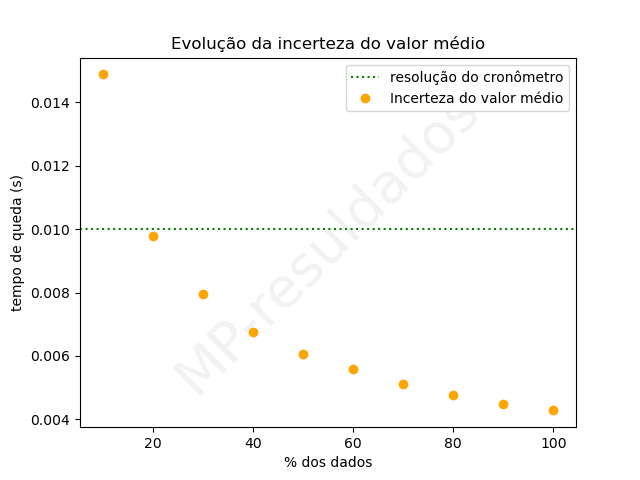 Evolução da incerteza do valor médio
resolução do cronômetro
Incerteza do valor médio
0.014
0.012
0.010
0.008
0.006
0.004
tempo de queda (s)
20 40 60 80 100
% dos dados
MP-resuldados